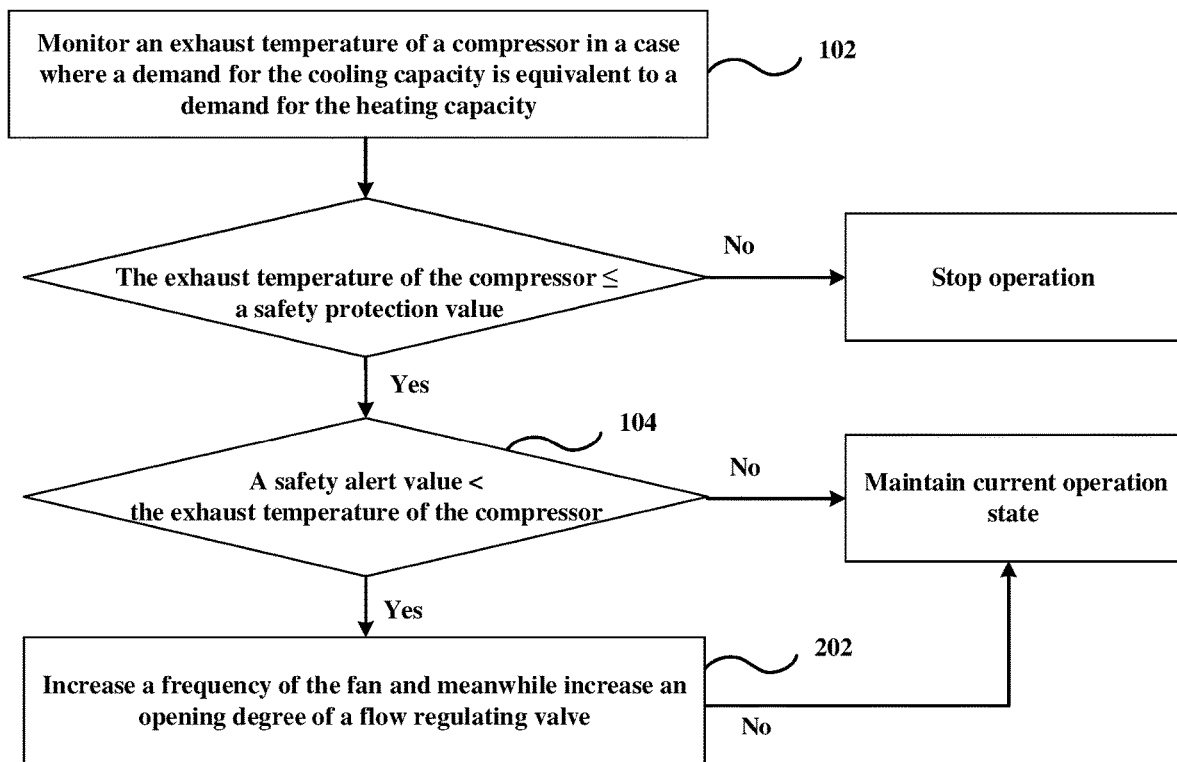 Monitor an exhaust temperature of a compressor in a case
where a demand for the cooling capacity is equivalent to a
demand for the heating capacity
102
The exhaust temperature of the compressor ≤
a safety protection value
No
Stop operation
Yes
104
A safety alert value <
the exhaust temperature of the compressor
No
Maintain current operation
state
Yes
202
Increase a frequency of the fan and meanwhile increase an
opening degree of a flow regulating valve
No